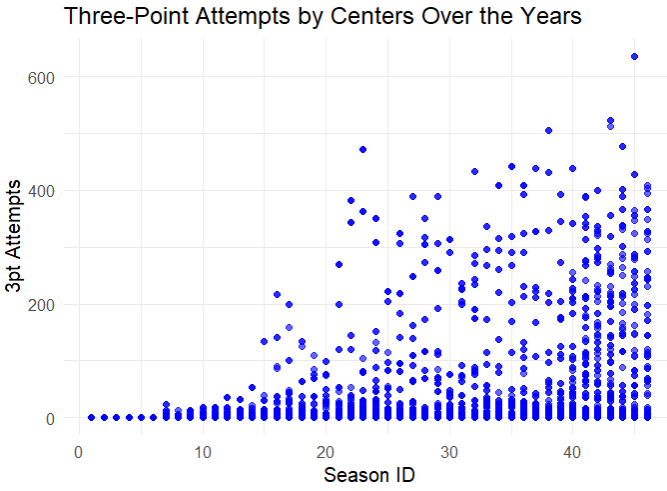 Three-Point Attempts by Centers Over the Years
600
400
200
0
3pt Attempts
0 10 20 30 40
Season ID